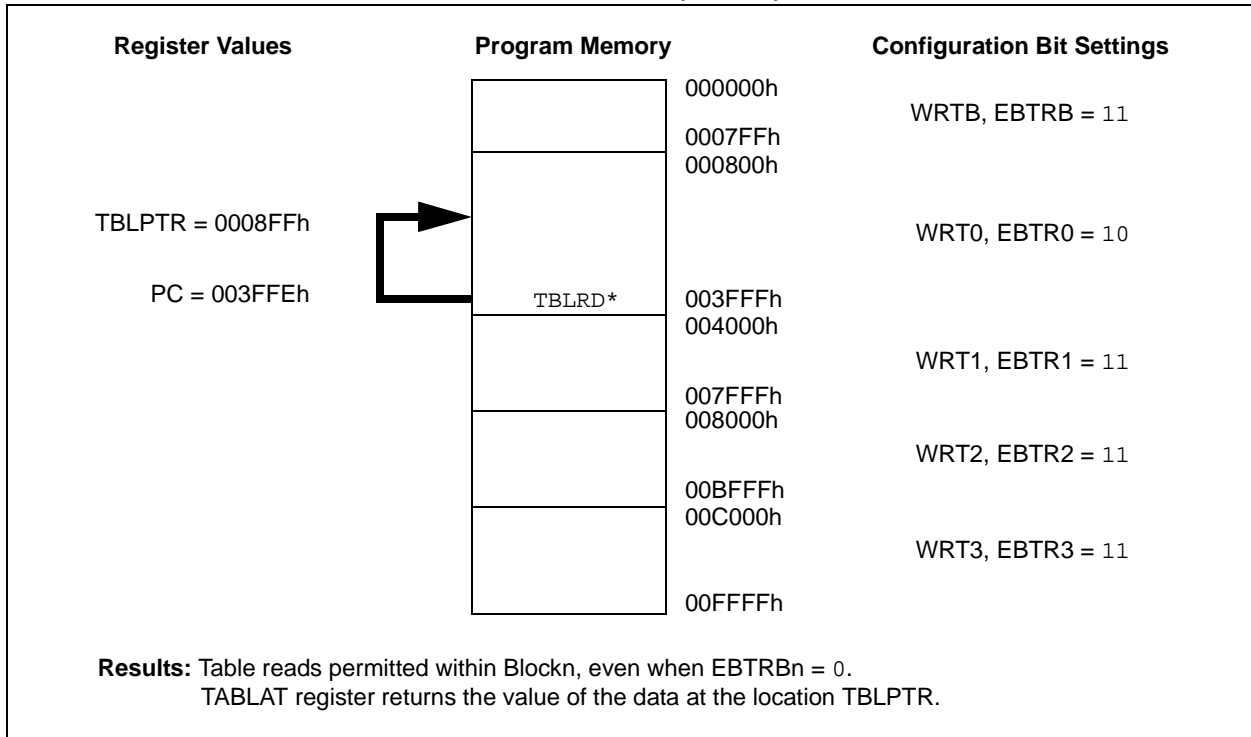 Register Values Program Memory Configuration Bit Settings
000000h
WRTB, EBTRB = 11
0007FFh
000800h
TBLPTR = 0008FFh
WRT0, EBTR0 = 10
PC = 003FFEh
TBLRD*
003FFFh
004000h
WRT1, EBTR1 = 11
007FFFh
008000h
WRT2, EBTR2 = 11
00BFFFh
00C000h
WRT3, EBTR3 = 11
00FFFFh
Results: Table reads permitted within Blockn, even when EBTRBn = 0.
TABLAT register returns the value of the data at the location TBLPTR.